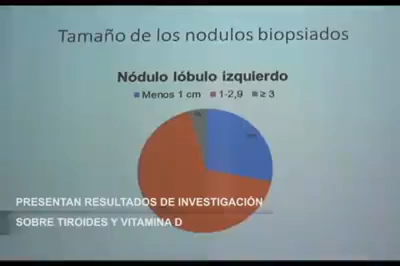 Tamaño de los nodulos biopsiados
Nódulo lóbulo izquierdo
Menos 1 cm 1-2,9 ≥ 3
PRESENTAN RESULTADOS DE INVESTIGACIÓN
SOBRE TIROIDES Y VITAMINA D